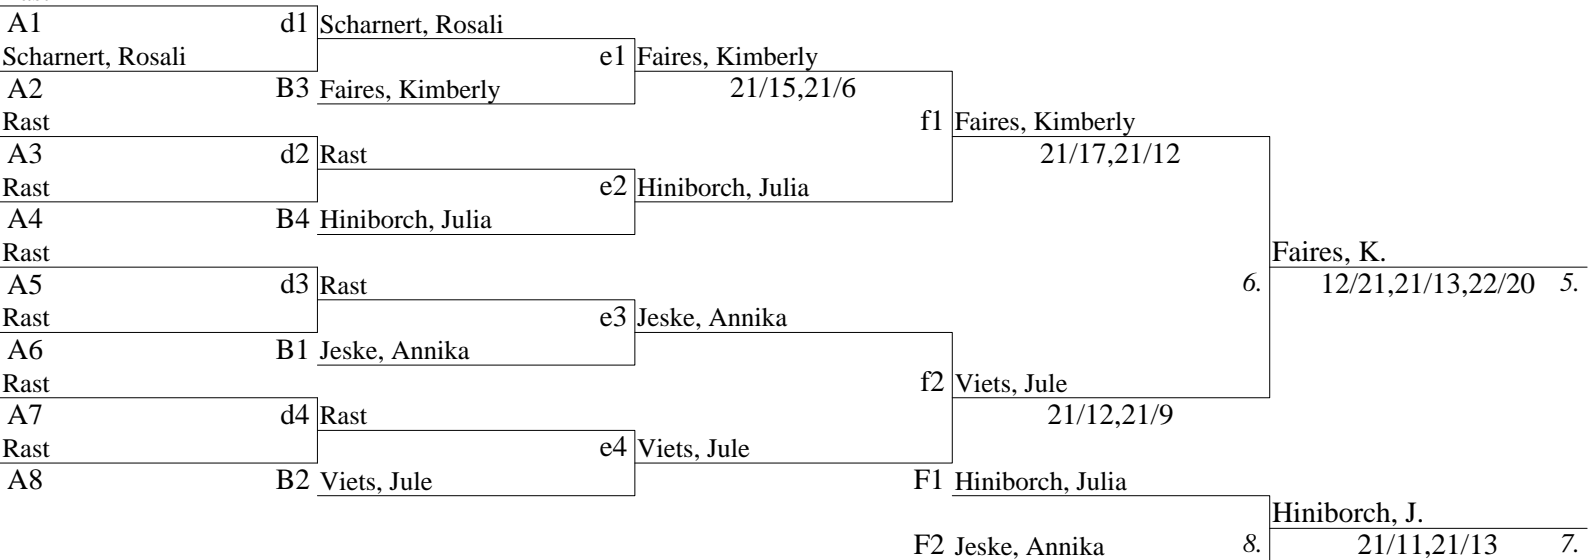 A1 d1 Scharnert, Rosali
Scharnert, Rosali e1 Faires, Kimberly
A2 B3 Faires, Kimberly 21/15,21/6
Rast f1 Faires, Kimberly
A3 d2 Rast 21/17,21/12
Rast e2 Hiniborch, Julia
A4 B4 Hiniborch, Julia
Rast Faires, K.
A5 d3 Rast 6. 12/21,21/13,22/20 5.
Rast e3 Jeske, Annika
A6 B1 Jeske, Annika
Rast f2 Viets, Jule
A7 d4 Rast 21/12,21/9
Rast e4 Viets, Jule
A8 B2 Viets, Jule F1 Hiniborch, Julia
Hiniborch, J.
F2 Jeske, Annika 8. 21/11,21/13 7.